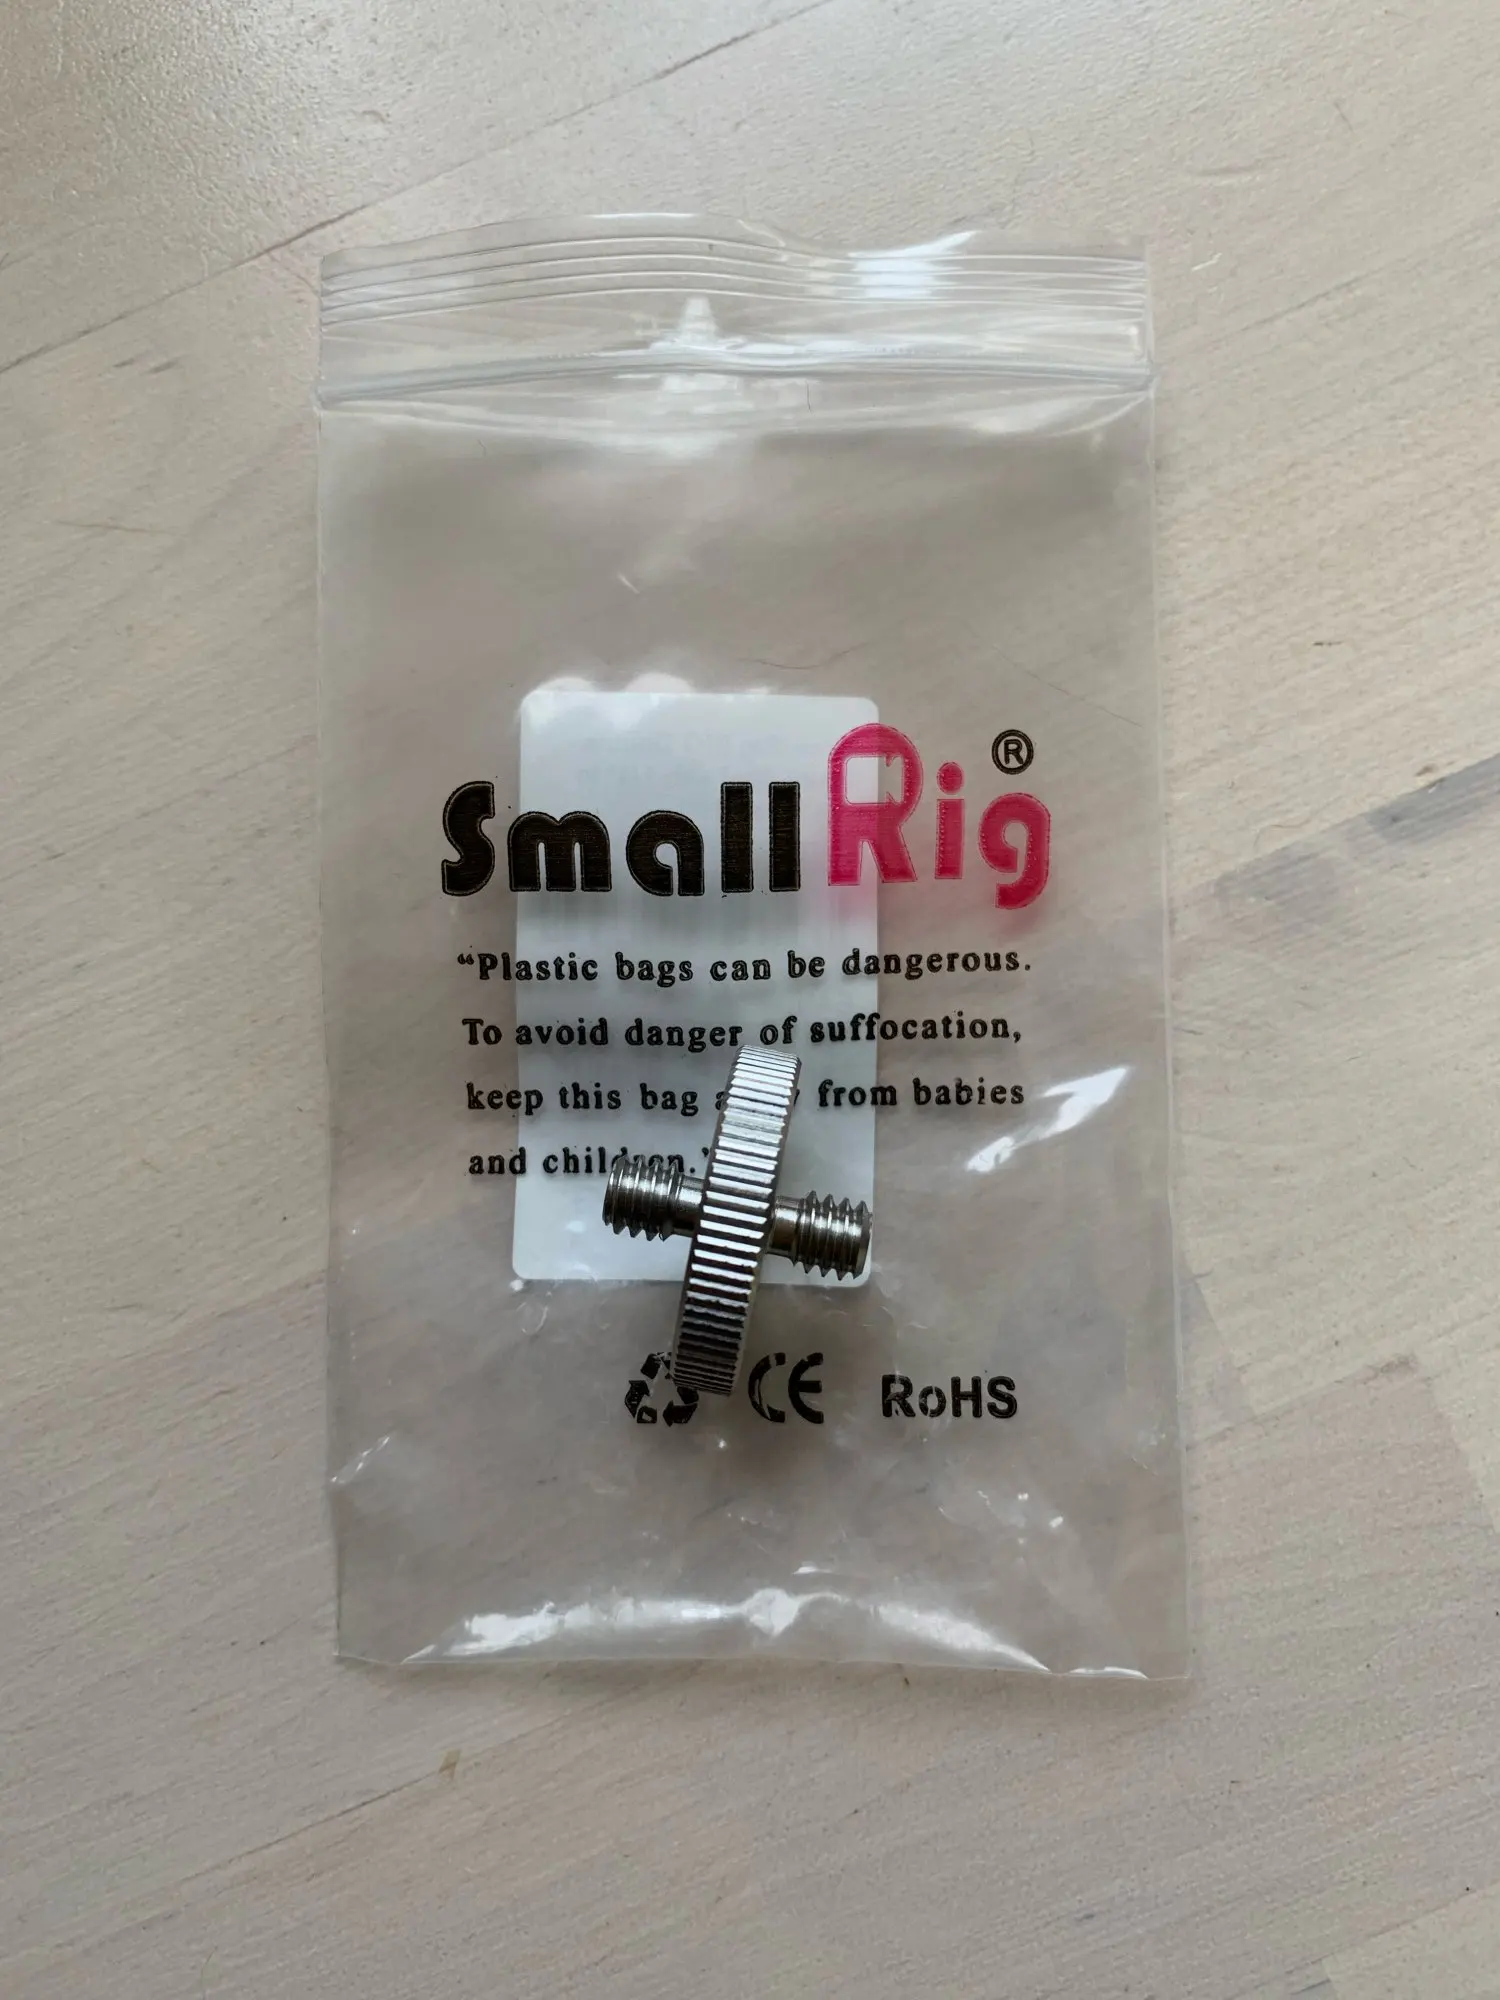 SmallRig®
“Plastic bags can be dangerous.
To avoid danger of suffocation,
keep this bag from babies
and children.”
CE RoHS